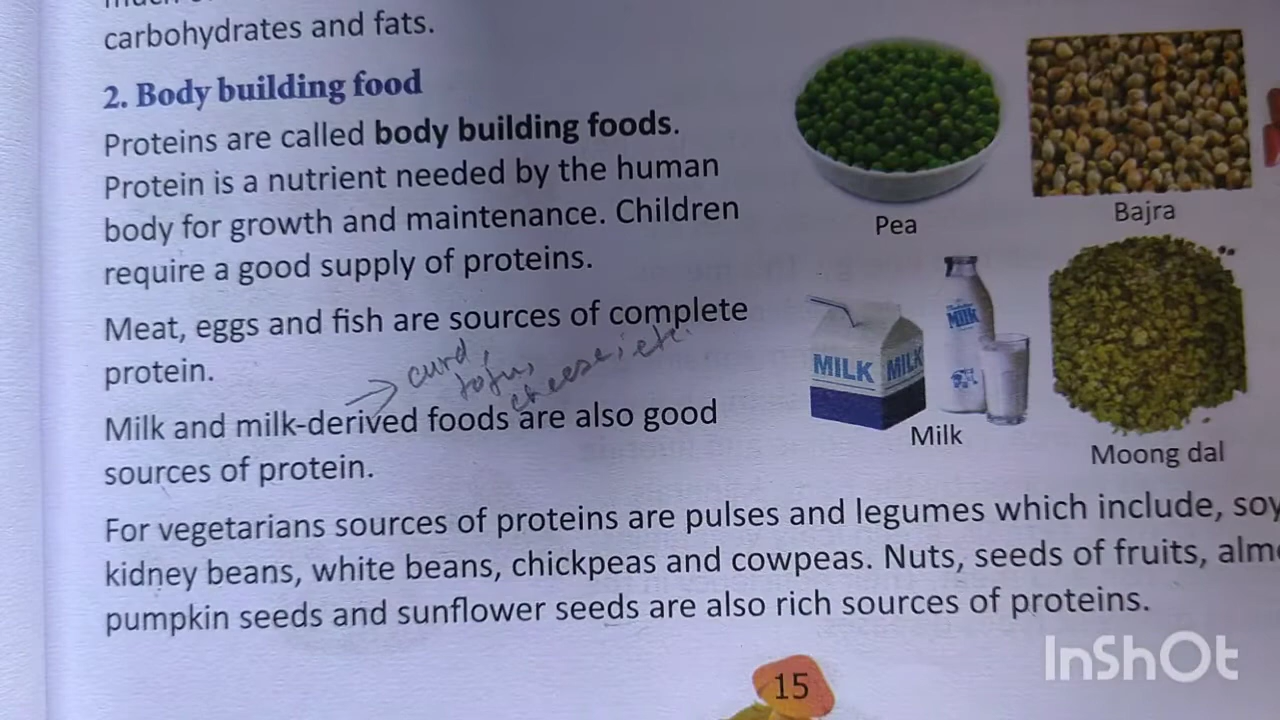 carbohydrates and fats.
2. Body building food
Proteins are called body building foods.
Protein is a nutrient needed by the human
body for growth and maintenance. Children
require a good supply of proteins.
Meat, eggs and fish are sources of complete
protein.
curd,
tofu,
cheese, etc.
Milk and milk-derived foods are also good
sources of protein.
For vegetarians sources of proteins are pulses and legumes which include, soy
kidney beans, white beans, chickpeas and cowpeas. Nuts, seeds of fruits,
pumpkin seeds and sunflower seeds are also rich sources of proteins.
Pea
Bajra
MILK
MILK
MILK
Milk
Moong dal
15
InShOt